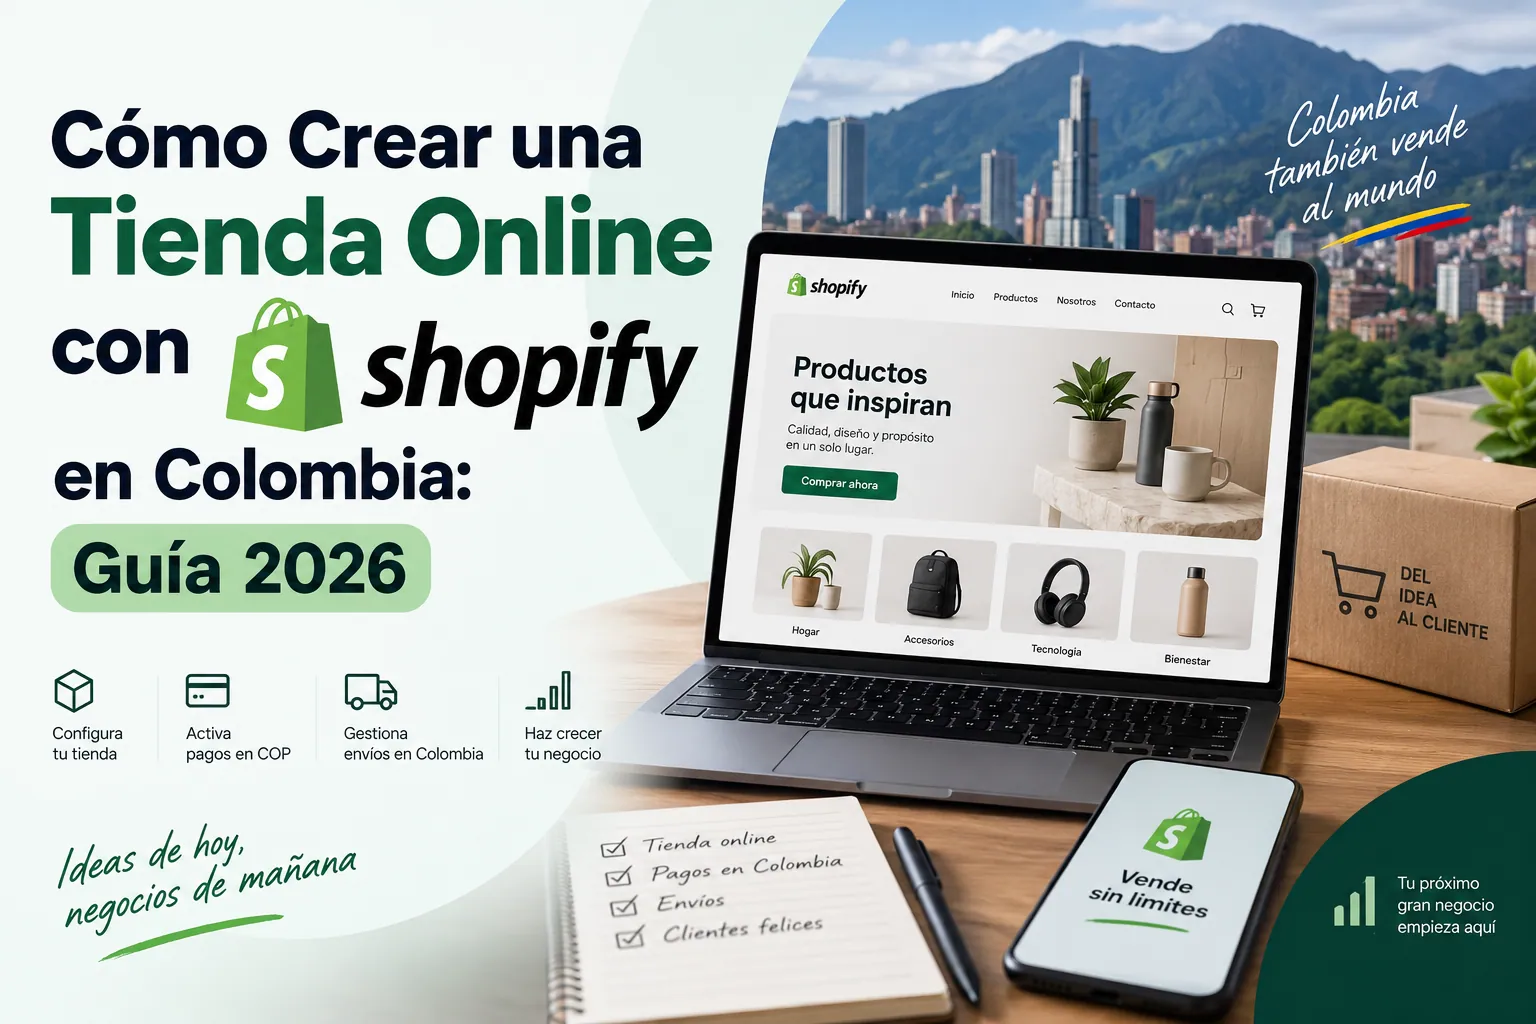 Cómo Crear una
Tienda Online
con shopify
en Colombia:
Guía 2026
Configura
tu tienda
Activa
pagos en COP
Gestiona
envíos en Colombia
Haz crecer
tu negocio
Ideas de hoy,
negocios de mañana
Colombia
también vende
al mundo
shopify
Inicio Productos Nosotros Contacto
Productos
que inspiran
Calidad, diseño y propósito
en un solo lugar.
Comprar ahora
Hogar Accesorios Tecnología Bienestar
DEL
IDEA
AL CLIENTE
Tienda online
Pagos en Colombia
Envíos
Clientes felices
Vende
sin limites
Tu próximo
gran negocio
empieza aquí